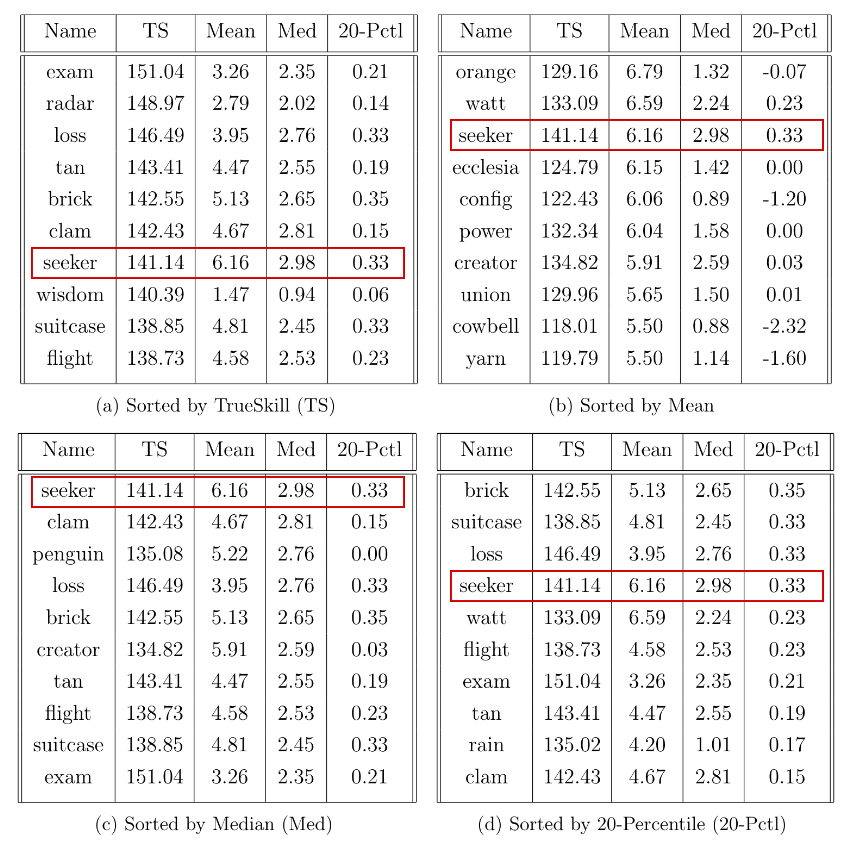 Name TS Mean Med 20-Pctl
exam 151.04 3.26 2.35 0.21
radar 148.97 2.79 2.02 0.14
loss 146.49 3.95 2.76 0.33
tan 143.41 4.47 2.55 0.19
brick 142.55 5.13 2.65 0.35
clam 142.43 4.67 2.81 0.15
seeker 141.14 6.16 2.98 0.33
wisdom 140.39 1.47 0.94 0.06
suitcase 138.85 4.81 2.45 0.33
flight 138.73 4.58 2.53 0.23
(a) Sorted by TrueSkill (TS)
Name TS Mean Med 20-Pctl
orange 129.16 6.79 1.32 -0.07
watt 133.09 6.59 2.24 0.23
seeker 141.14 6.16 2.98 0.33
ecclesia 124.79 6.15 1.42 0.00
config 122.43 6.06 0.89 -1.20
power 132.34 6.04 1.58 0.00
creator 134.82 5.91 2.59 0.03
union 129.96 5.65 1.50 0.01
cowbell 118.01 5.50 0.88 -2.32
yarn 119.79 5.50 1.14 -1.60
(b) Sorted by Mean
Name TS Mean Med 20-Pctl
seeker 141.14 6.16 2.98 0.33
clam 142.43 4.67 2.81 0.15
penguin 135.08 5.22 2.76 0.00
loss 146.49 3.95 2.76 0.33
brick 142.55 5.13 2.65 0.35
creator 134.82 5.91 2.59 0.03
tan 143.41 4.47 2.55 0.19
flight 138.73 4.58 2.53 0.23
suitcase 138.85 4.81 2.45 0.33
exam 151.04 3.26 2.35 0.21
(c) Sorted by Median (Med)
Name TS Mean Med 20-Pctl
brick 142.55 5.13 2.65 0.35
suitcase 138.85 4.81 2.45 0.33
loss 146.49 3.95 2.76 0.33
seeker 141.14 6.16 2.98 0.33
watt 133.09 6.59 2.24 0.23
flight 138.73 4.58 2.53 0.23
exam 151.04 3.26 2.35 0.21
tan 143.41 4.47 2.55 0.19
rain 135.02 4.20 1.01 0.17
clam 142.43 4.67 2.81 0.15
(d) Sorted by 20-Percentile (20-Pctl)